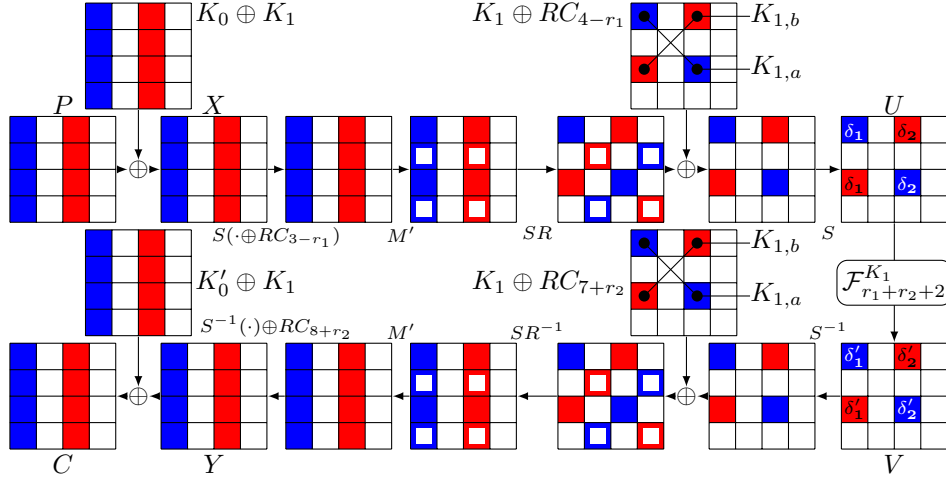 K_0 ⊕ K_1
K_1 ⊕ RC_{4−r_1}
K_{1,b}
K_{1,a}
P
X
U
δ_1 δ_2
δ_1 δ_2
S(·⊕RC_{3−r_1})
M′
SR
S
K′_0 ⊕ K_1
K_1 ⊕ RC_{7+r_2}
K_{1,b}
K_{1,a}
F^{K_1}_{r_1+r_2+2}
S^{−1}(·)⊕RC_{8+r_2}
M′
SR^{−1}
S^{−1}
δ′_1 δ′_2
δ′_1 δ′_2
C
Y
V